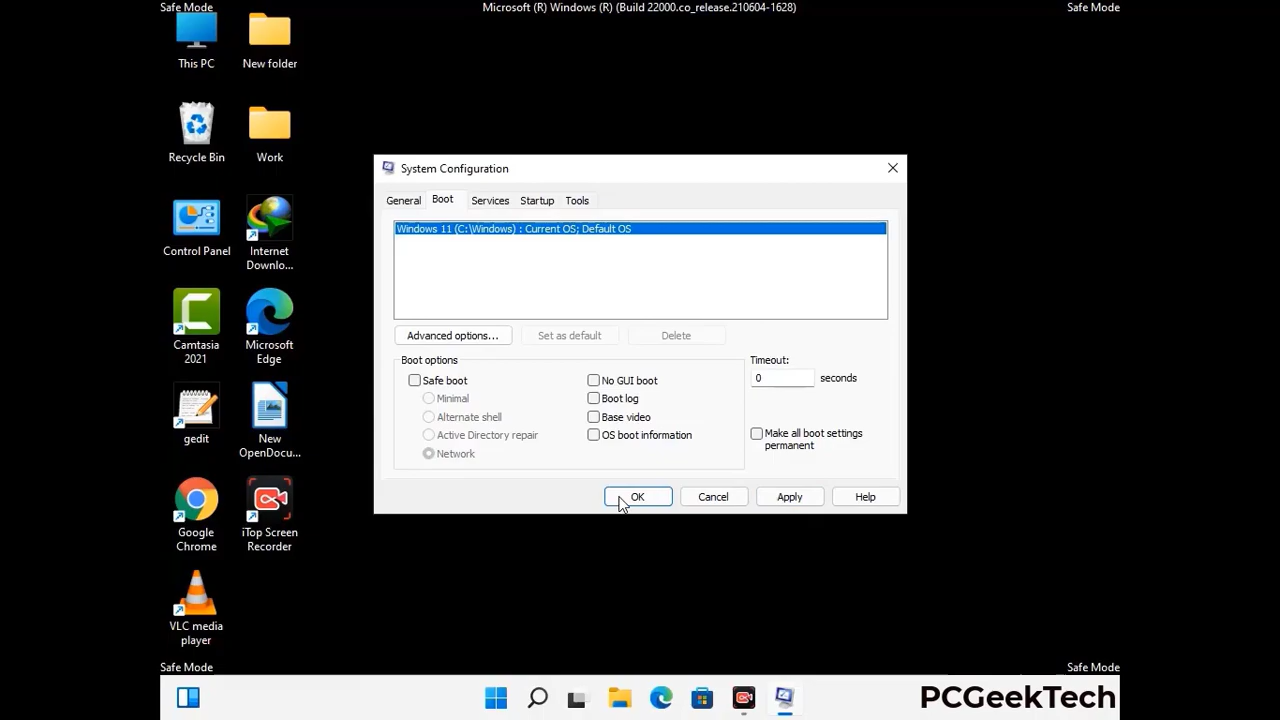 Safe Mode
Microsoft (R) Windows (R) (Build 22000.co_release.210604-1628)
Safe Mode
This PC
New folder
Recycle Bin
Work
Control Panel
Internet
Downlo...
Camtasia
2021
Microsoft
Edge
gedit
New
OpenDocu...
Google
Chrome
iTop Screen
Recorder
VLC media
player
System Configuration
General
Boot
Services
Startup
Tools
Windows 11 (C:\Windows) : Current OS; Default OS
Advanced options...
Set as default
Delete
Boot options
Safe boot
Minimal
Alternate shell
Active Directory repair
Network
No GUI boot
Boot log
Base video
OS boot information
Timeout:
0 seconds
Make all boot settings
permanent
OK
Cancel
Apply
Help
Safe Mode
Safe Mode
PCGeekTech